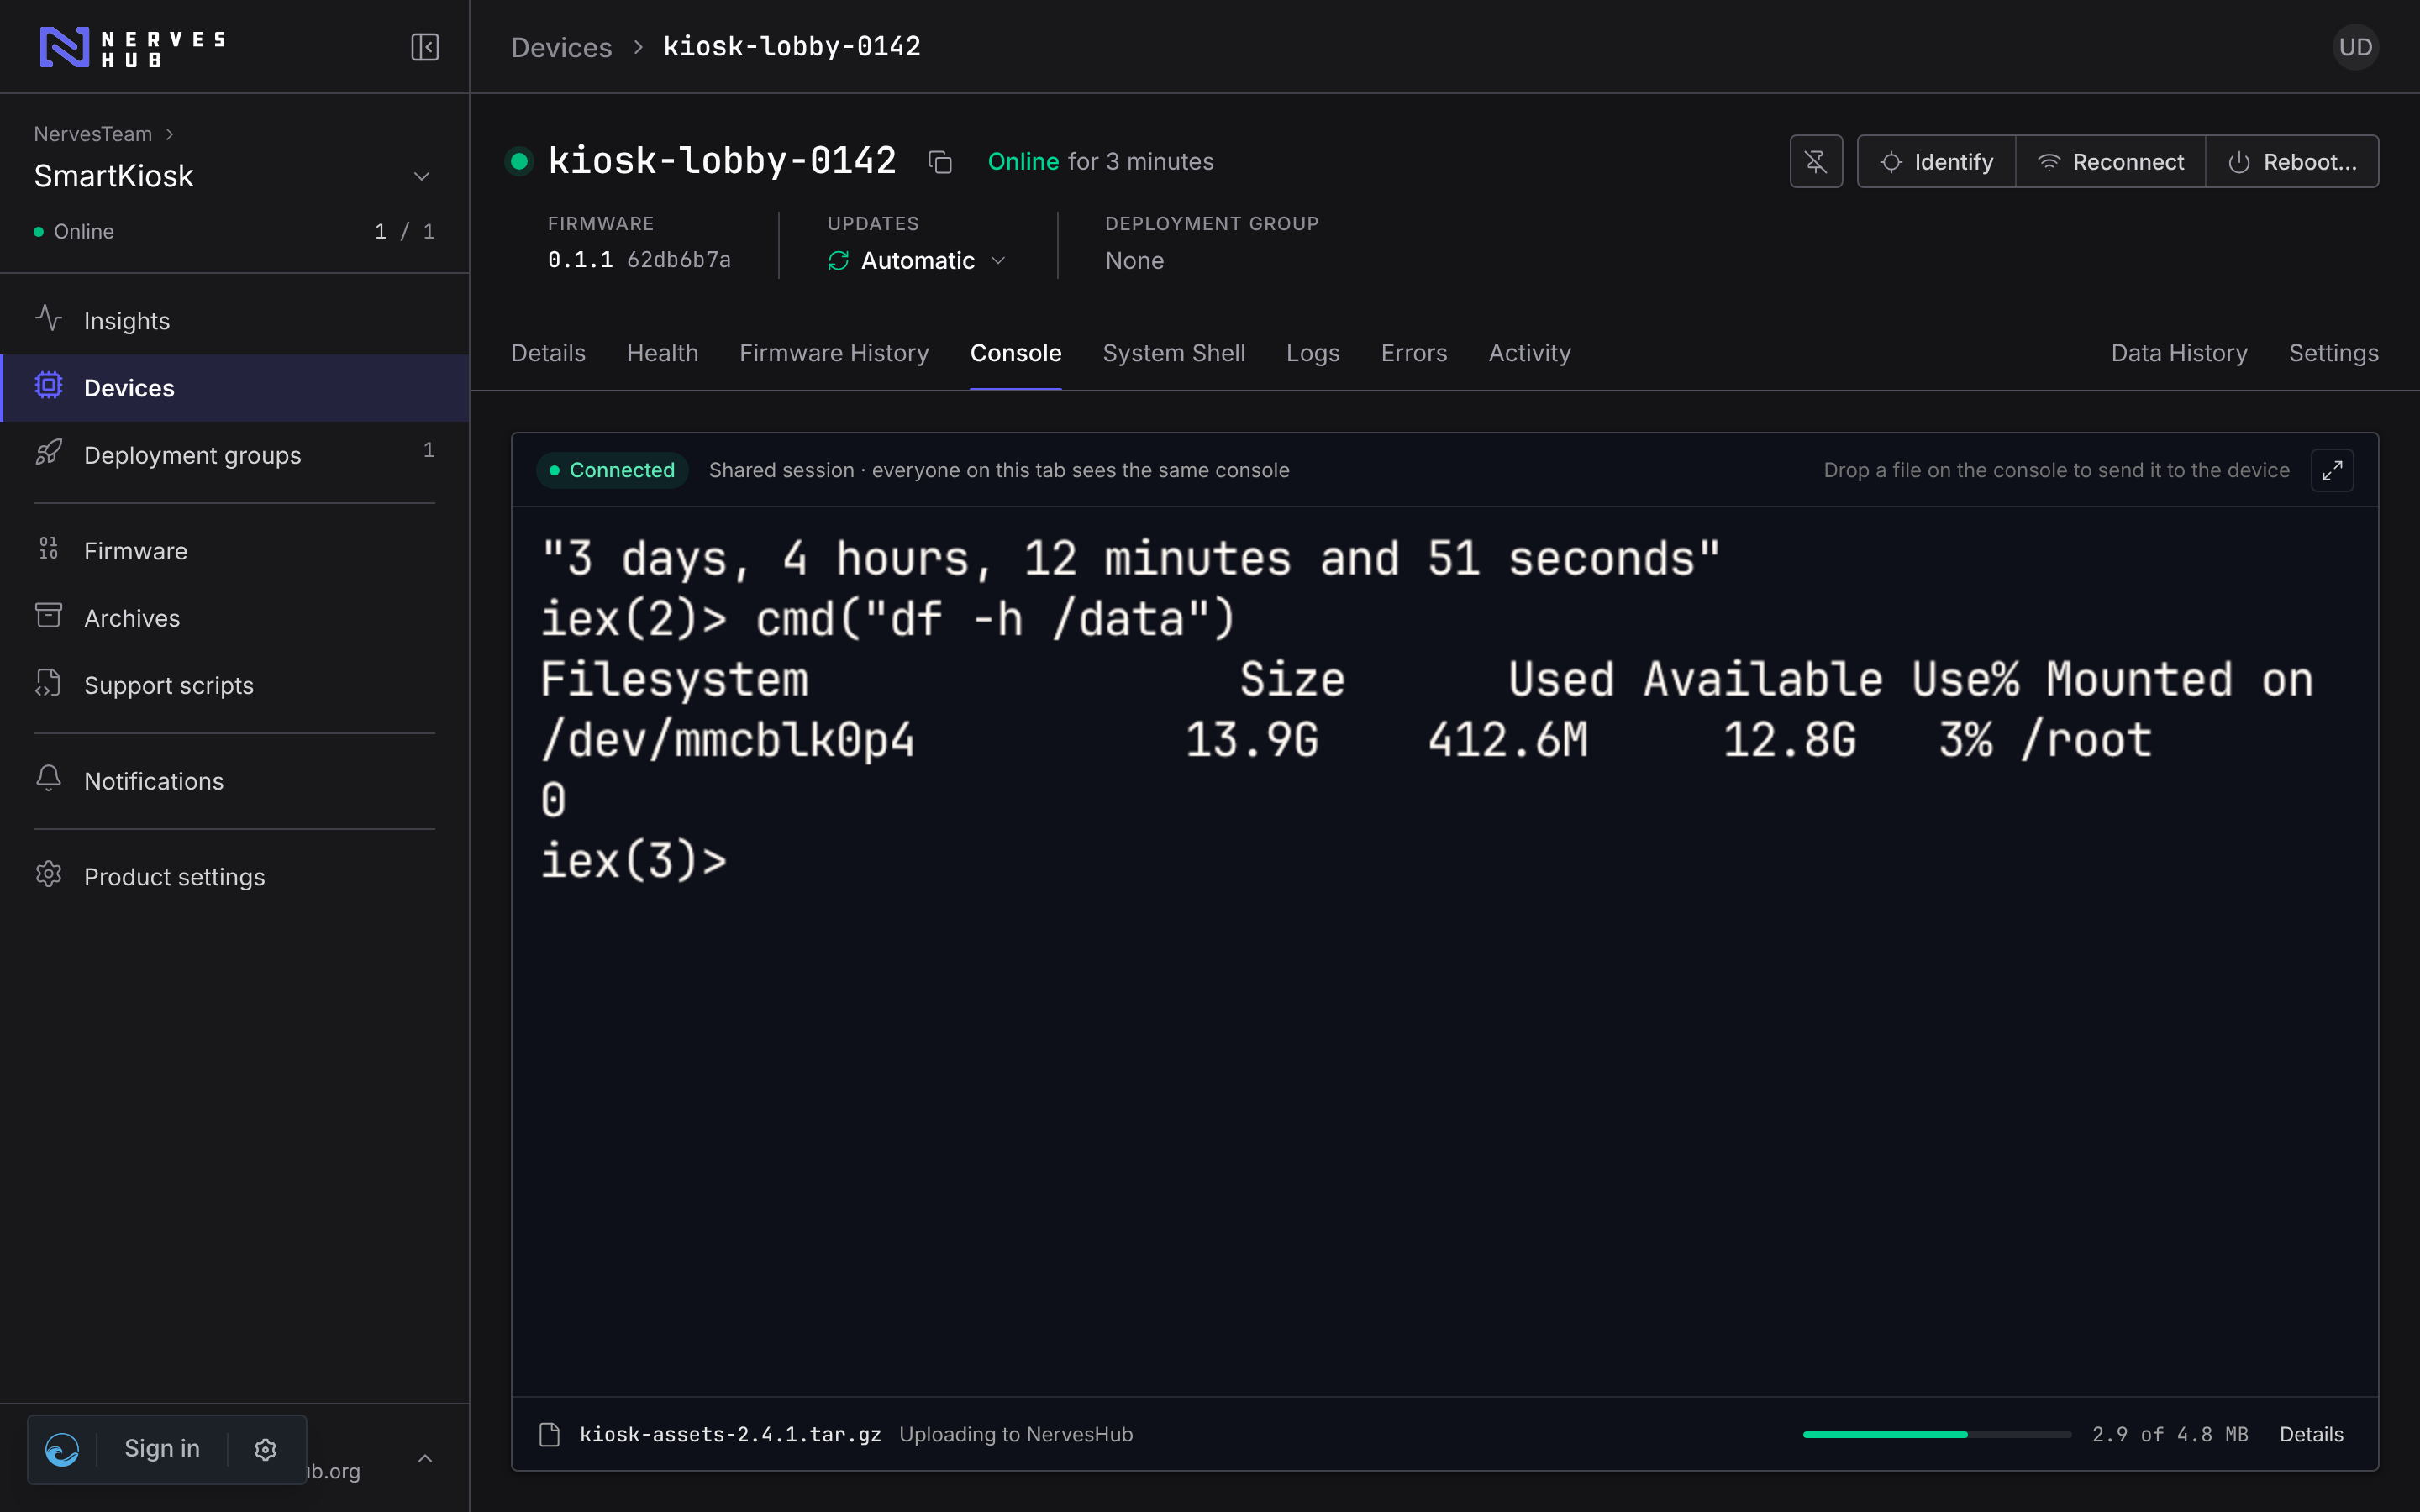 NERVES
HUB
Devices > kiosk-lobby-0142
UD
NervesTeam >
SmartKiosk
Online 1 / 1
Insights
Devices
Deployment groups 1
Firmware
Archives
Support scripts
Notifications
Product settings
Sign in
ub.org
kiosk-lobby-0142 Online for 3 minutes
Identify Reconnect Reboot...
FIRMWARE UPDATES DEPLOYMENT GROUP
0.1.1 62db6b7a Automatic None
Details Health Firmware History Console System Shell Logs Errors Activity Data History Settings
Connected Shared session · everyone on this tab sees the same console Drop a file on the console to send it to the device
"3 days, 4 hours, 12 minutes and 51 seconds"
iex(2)> cmd("df -h /data")
Filesystem Size Used Available Use% Mounted on
/dev/mmcblk0p4 13.9G 412.6M 12.8G 3% /root
0
iex(3)>
kiosk-assets-2.4.1.tar.gz Uploading to NervesHub 2.9 of 4.8 MB Details